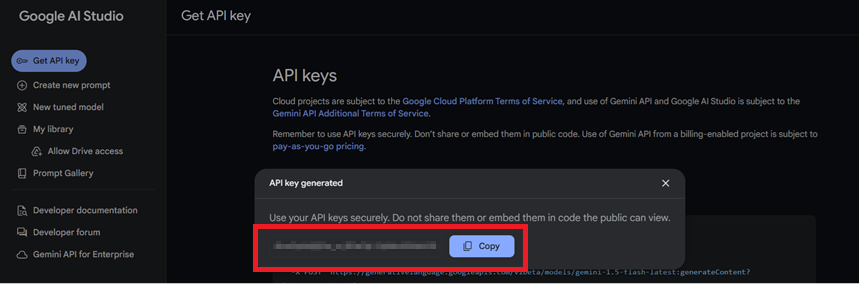 Google AI Studio
Get API key
Get API key
Create new prompt
New tuned model
My library
Allow Drive access
Prompt Gallery
Developer documentation
Developer forum
Gemini API for Enterprise
API keys
Cloud projects are subject to the Google Cloud Platform Terms of Service, and use of Gemini API and Google AI Studio is subject to the
Gemini API Additional Terms of Service.
Remember to use API keys securely. Don't share or embed them in public code. Use of Gemini API from a billing-enabled project is subject to
pay-as-you-go pricing.
API key generated
Use your API keys securely. Do not share them or embed them in code the public can view.
Copy
-X POST 'https://generativelanguage.googleapis.com/v1beta/models/gemini-1.5-flash-latest:generateContent?